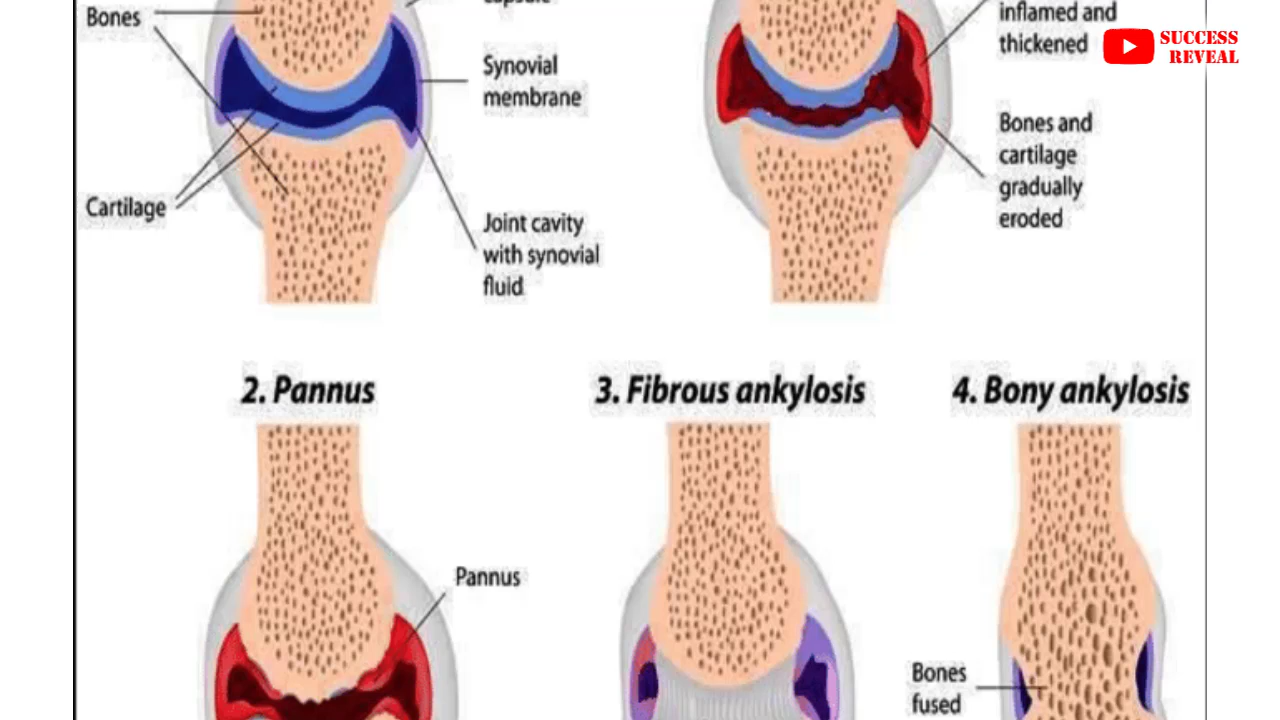 capsule
Bones
Synovial
membrane
Cartilage
Joint cavity
with synovial
fluid
inflamed and
thickened
SUCCESS
REVEAL
Bones and
cartilage
gradually
eroded
2. Pannus
3. Fibrous ankylosis
4. Bony ankylosis
Pannus
Bones
fused